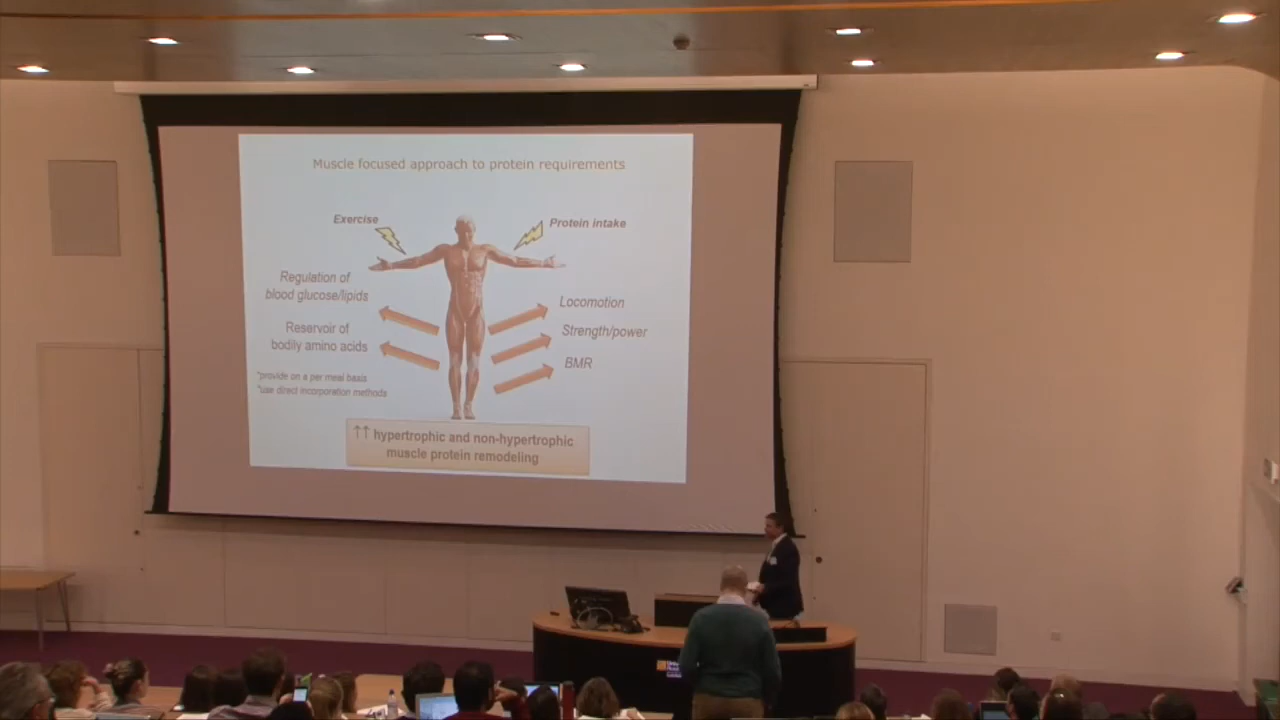 Muscle focused approach to protein requirements
Exercise
Protein intake
Regulation of
blood glucose/lipids
Locomotion
Reservoir of
bodily amino acids
Strength/power
BMR
*provide on a per meal basis
*use direct incorporation methods
↑↑ hypertrophic and non-hypertrophic
muscle protein remodeling